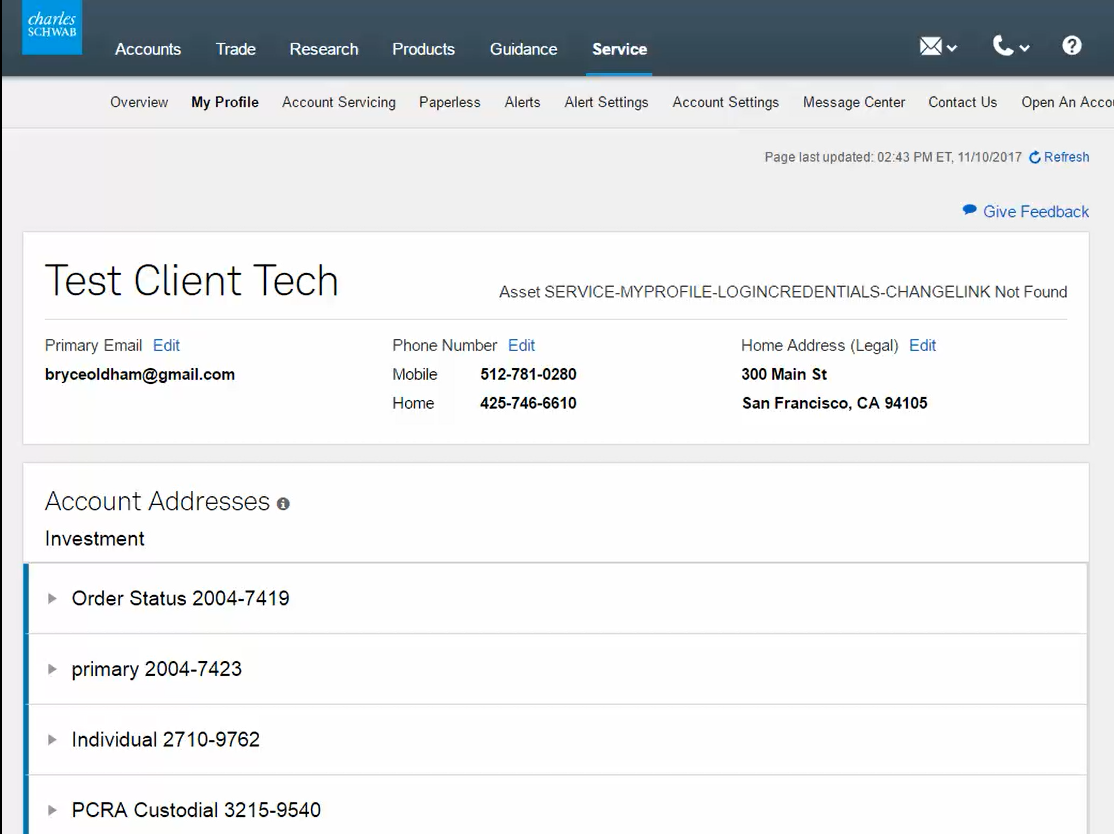 charles
SCHWAB
Accounts Trade Research Products Guidance Service
Overview My Profile Account Servicing Paperless Alerts Alert Settings Account Settings Message Center Contact Us Open An Accou
Page last updated: 02:43 PM ET, 11/10/2017 Refresh
Give Feedback
Test Client Tech
Asset SERVICE-MYPROFILE-LOGINCREDENTIALS-CHANGELINK Not Found
Primary Email Edit
bryceoldham@gmail.com
Phone Number Edit
Mobile 512-781-0280
Home 425-746-6610
Home Address (Legal) Edit
300 Main St
San Francisco, CA 94105
Account Addresses
Investment
Order Status 2004-7419
primary 2004-7423
Individual 2710-9762
PCRA Custodial 3215-9540